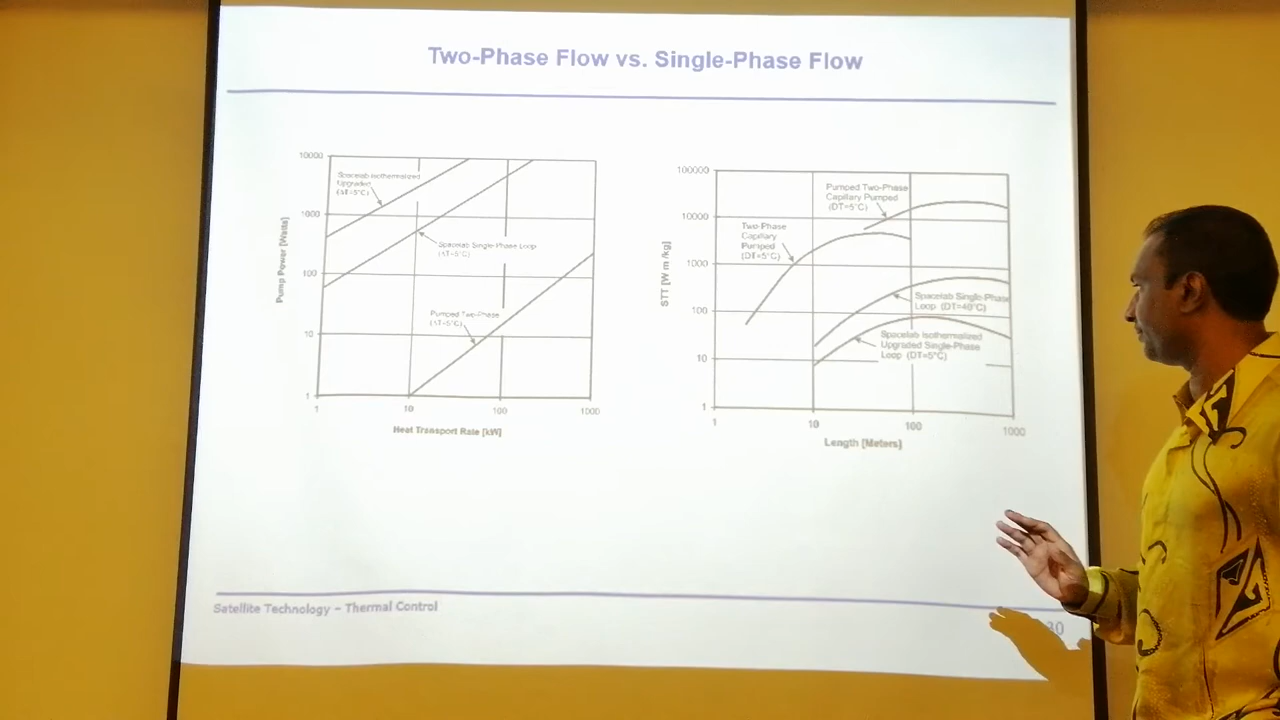 Two-Phase Flow vs. Single-Phase Flow
Pump Power [Watts]
10000
1000
100
10
1
Spacelab Isothermalized
Upgraded
(ΔT=5°C)
Spacelab Single-Phase Loop
(ΔT=5°C)
Pumped Two-Phase
(ΔT=5°C)
1
10
100
1000
Heat Transport Rate [kW]
STT [W m /kg]
100000
10000
1000
100
10
1
Pumped Two-Phase
Capillary Pumped
(DT=5°C)
Two-Phase
Capillary
Pumped
(DT=5°C)
Spacelab Single-Phase
Loop (DT=40°C)
Spacelab Isothermalized
Upgraded Single-Phase
Loop (DT=5°C)
1
10
100
1000
Length [Meters]
Satellite Technology – Thermal Control
30